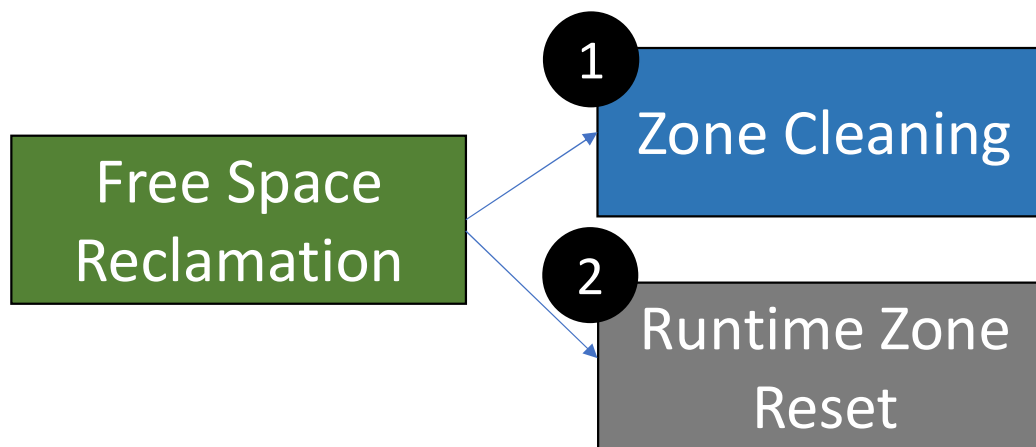 Free Space
Reclamation
1
Zone Cleaning
2
Runtime Zone
Reset